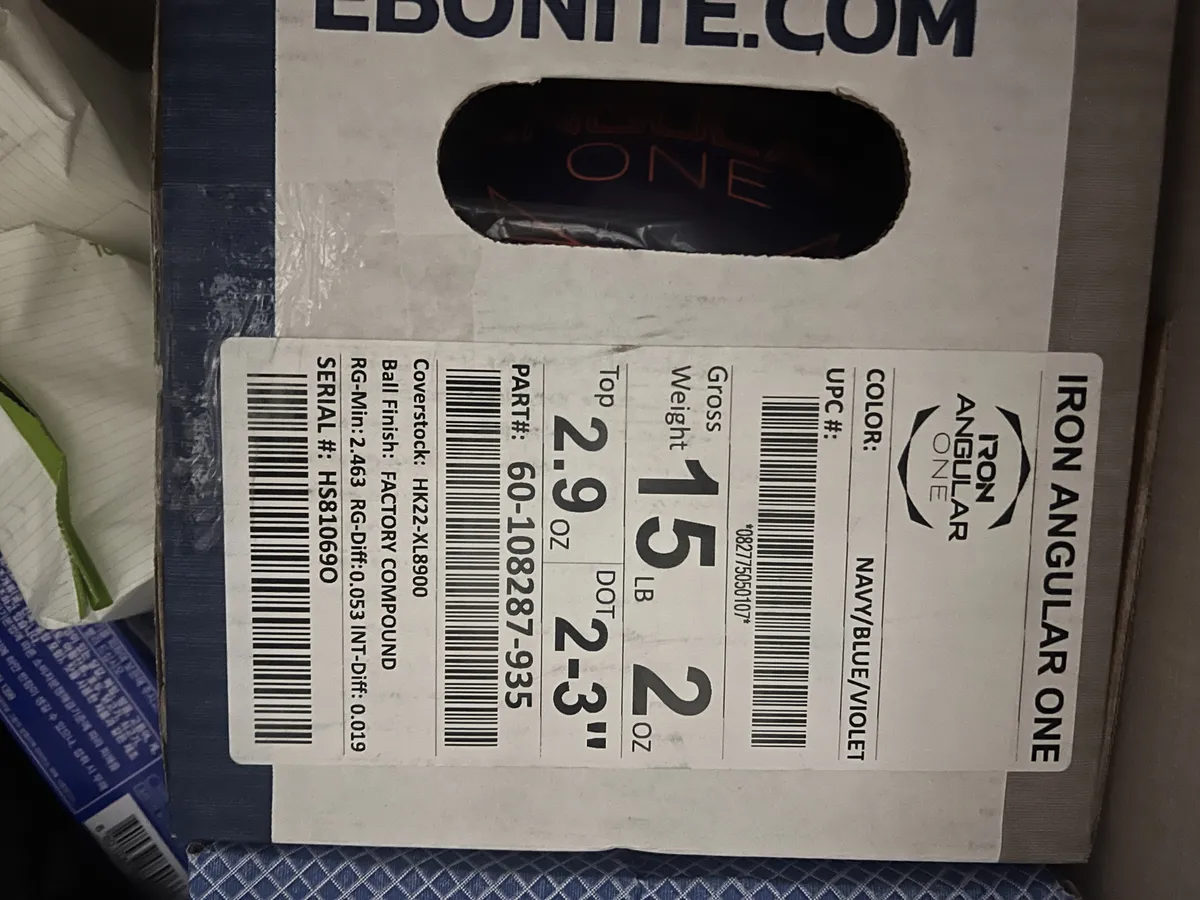 EBONITE.COM
ONE
IRON ANGULAR ONE
IRON
ANGULAR
ONE
COLOR: NAVY/BLUE/VIOLET
UPC #:
*082775050107*
Gross
Weight 15 LB 2 OZ
Top 2.9 OZ DOT 2-3"
PART#: 60-108287-935
Coverstock: HK22-XL8900
Ball Finish: FACTORY COMPOUND
RG-Min: 2.463 RG-Diff:0.053 INT-Diff: 0.019
SERIAL #: HS81069O